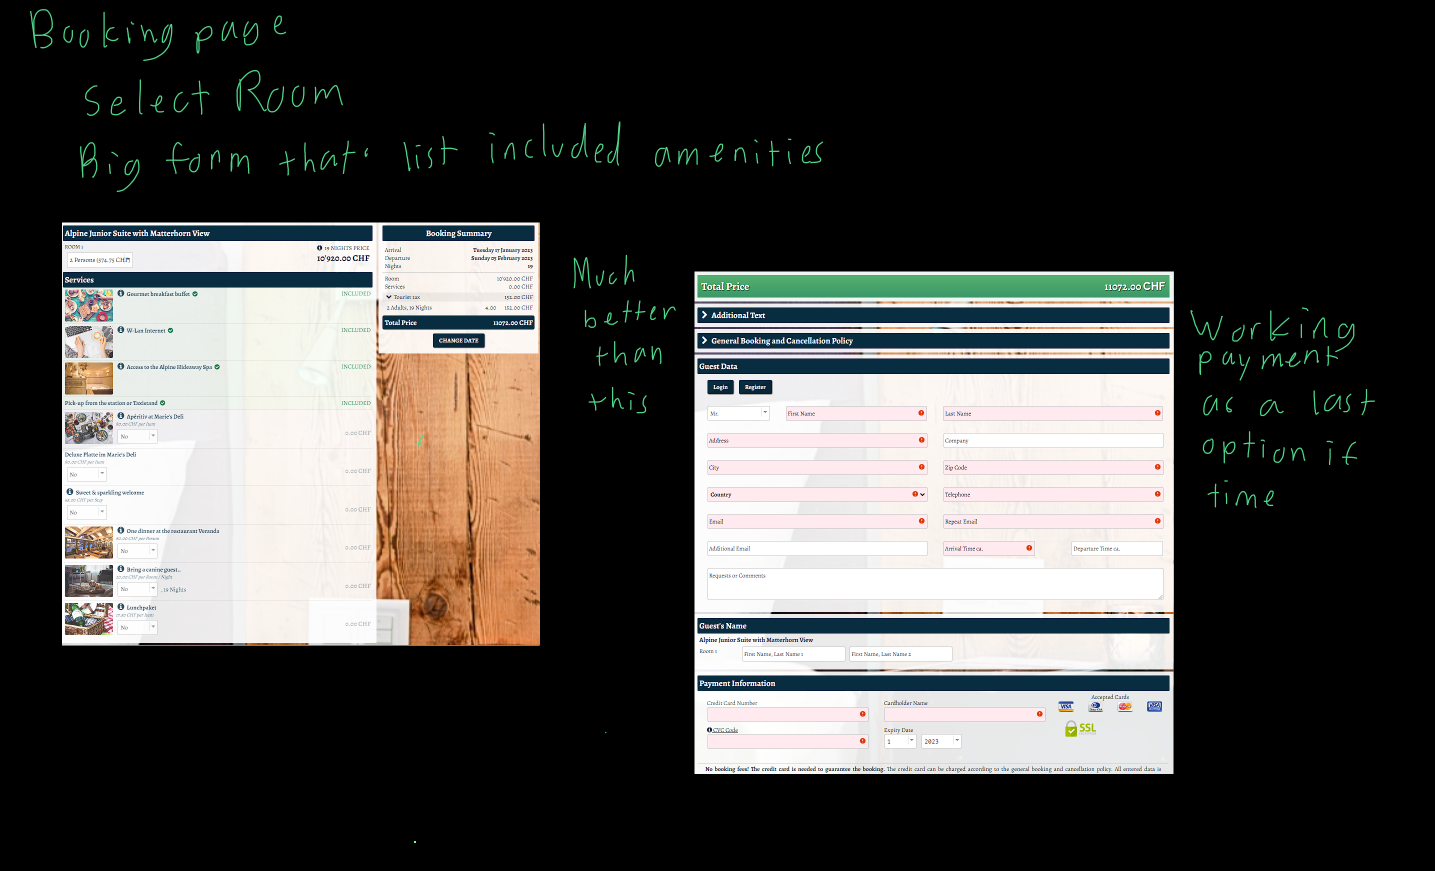 Booking page
Select Room
Big form that list included amenities
Alpine Junior Suite with Matterhorn View
ROOM 1
19 NIGHTS PRICE
2 Persons (574.75 CHF
10'920.00 CHF
Services
Gourmet breakfast buffet
INCLUDED
W-Lan Internet
INCLUDED
Access to the Alpine Hideaway Spa
INCLUDED
Pick-up from the station or Taxistand
INCLUDED
Apéritiv at Marie's Deli
No
0.00 CHF
Deluxe Platte im Marie's Deli
No
0.00 CHF
Sweet & sparkling welcome
No
0.00 CHF
One dinner at the restaurant Veranda
No
0.00 CHF
Bring a canine guest..
No
..19 Nights
0.00 CHF
Lunchpaket
No
0.00 CHF
Booking Summary
Arrival Tuesday 17 January 2023
Departure Sunday 05 February 2023
Nights 19
Room 10'920.00 CHF
Services 0.00 CHF
Tourist tax 152.00 CHF
2 Adults, 19 Nights 4.00 152.00 CHF
Total Price 11072.00 CHF
CHANGE DATE
Much
better
than
this
Total Price 11072.00 CHF
Additional Text
General Booking and Cancellation Policy
Guest Data
Login Register
Mr. First Name Last Name
Address Company
City Zip Code
Country Telephone
Email Repeat Email
Additional Email Arrival Time ca. Departure Time ca.
Requests or Comments
Guest's Name
Alpine Junior Suite with Matterhorn View
Room 1 First Name, Last Name 1 First Name, Last Name 2
Payment Information
Credit Card Number Cardholder Name Accepted Cards
VISA
SSL
CVC Code Expiry Date
1 2023
No booking fees! The credit card is needed to guarantee the booking. The credit card can be charged according to the general booking and cancellation policy. All entered data is
Working
payment
as a last
option if
time